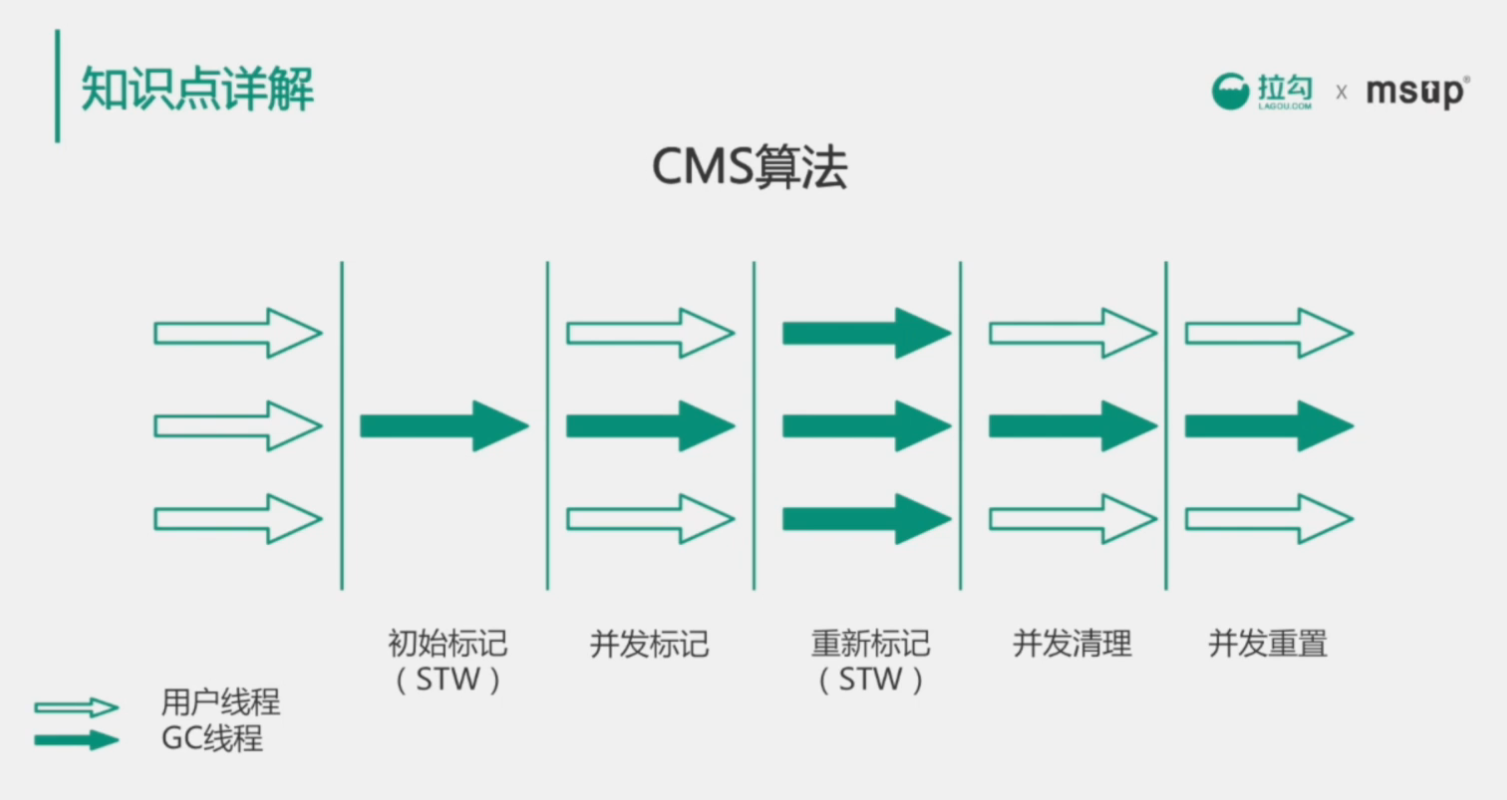 知识点详解
拉勾
LAGOU.COM
x
msup®
CMS算法
初始标记
（STW）
并发标记
重新标记
（STW）
并发清理
并发重置
用户线程
GC线程